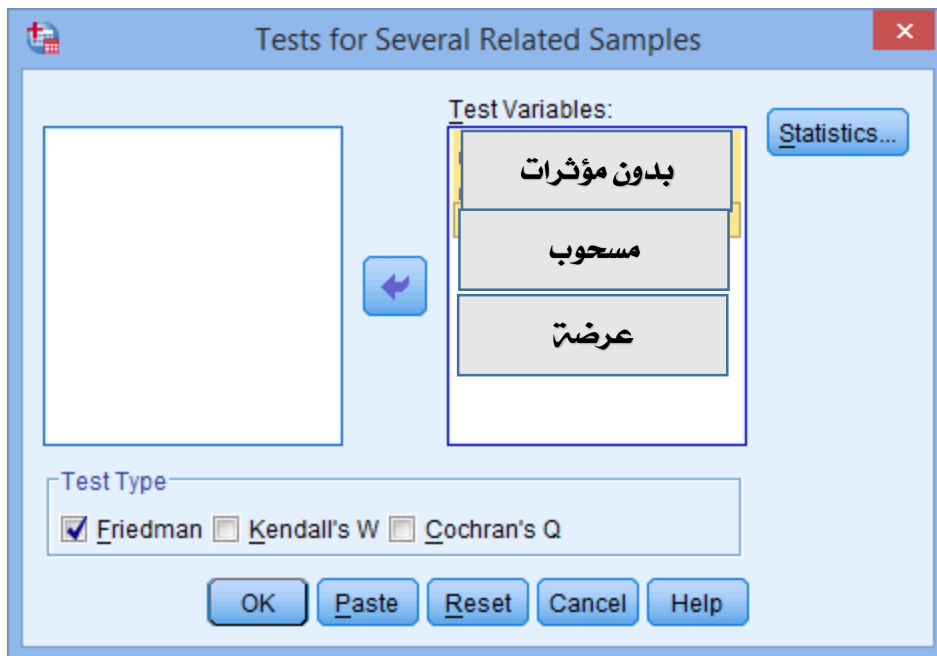 Tests for Several Related Samples
Test Variables:
Statistics...
بدون مؤثرات
مسحوب
عرضة
Test Type
Friedman Kendall's W Cochran's Q
OK Paste Reset Cancel Help